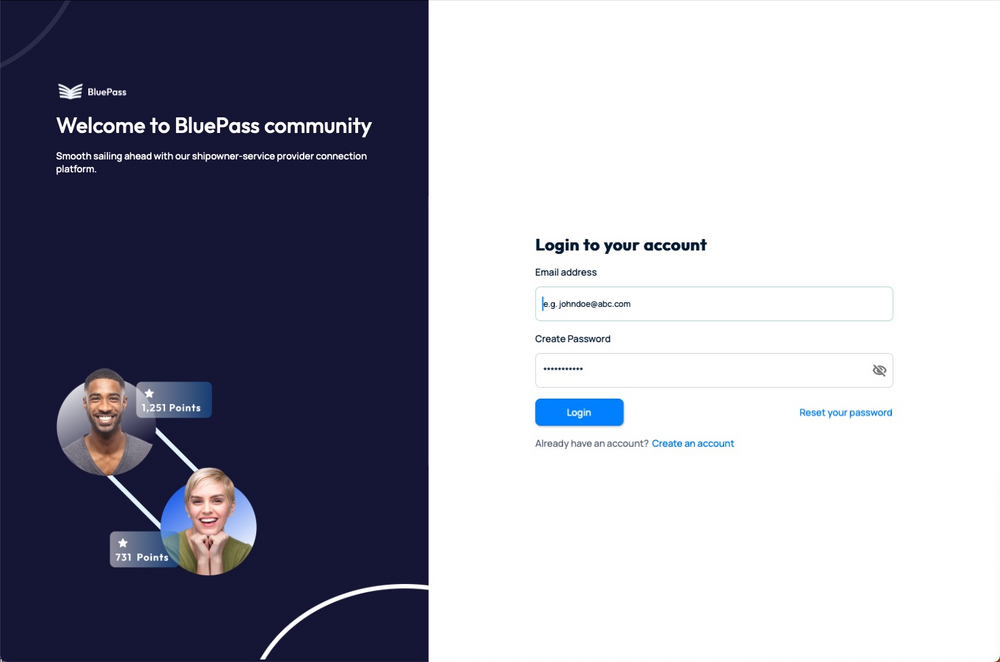 BluePass
Welcome to BluePass community
Smooth sailing ahead with our shipowner-service provider connection
platform.
1,251 Points
731 Points
Login to your account
Email address
e.g. johndoe@abc.com
Create Password
•••••••••••
Login
Reset your password
Already have an account? Create an account